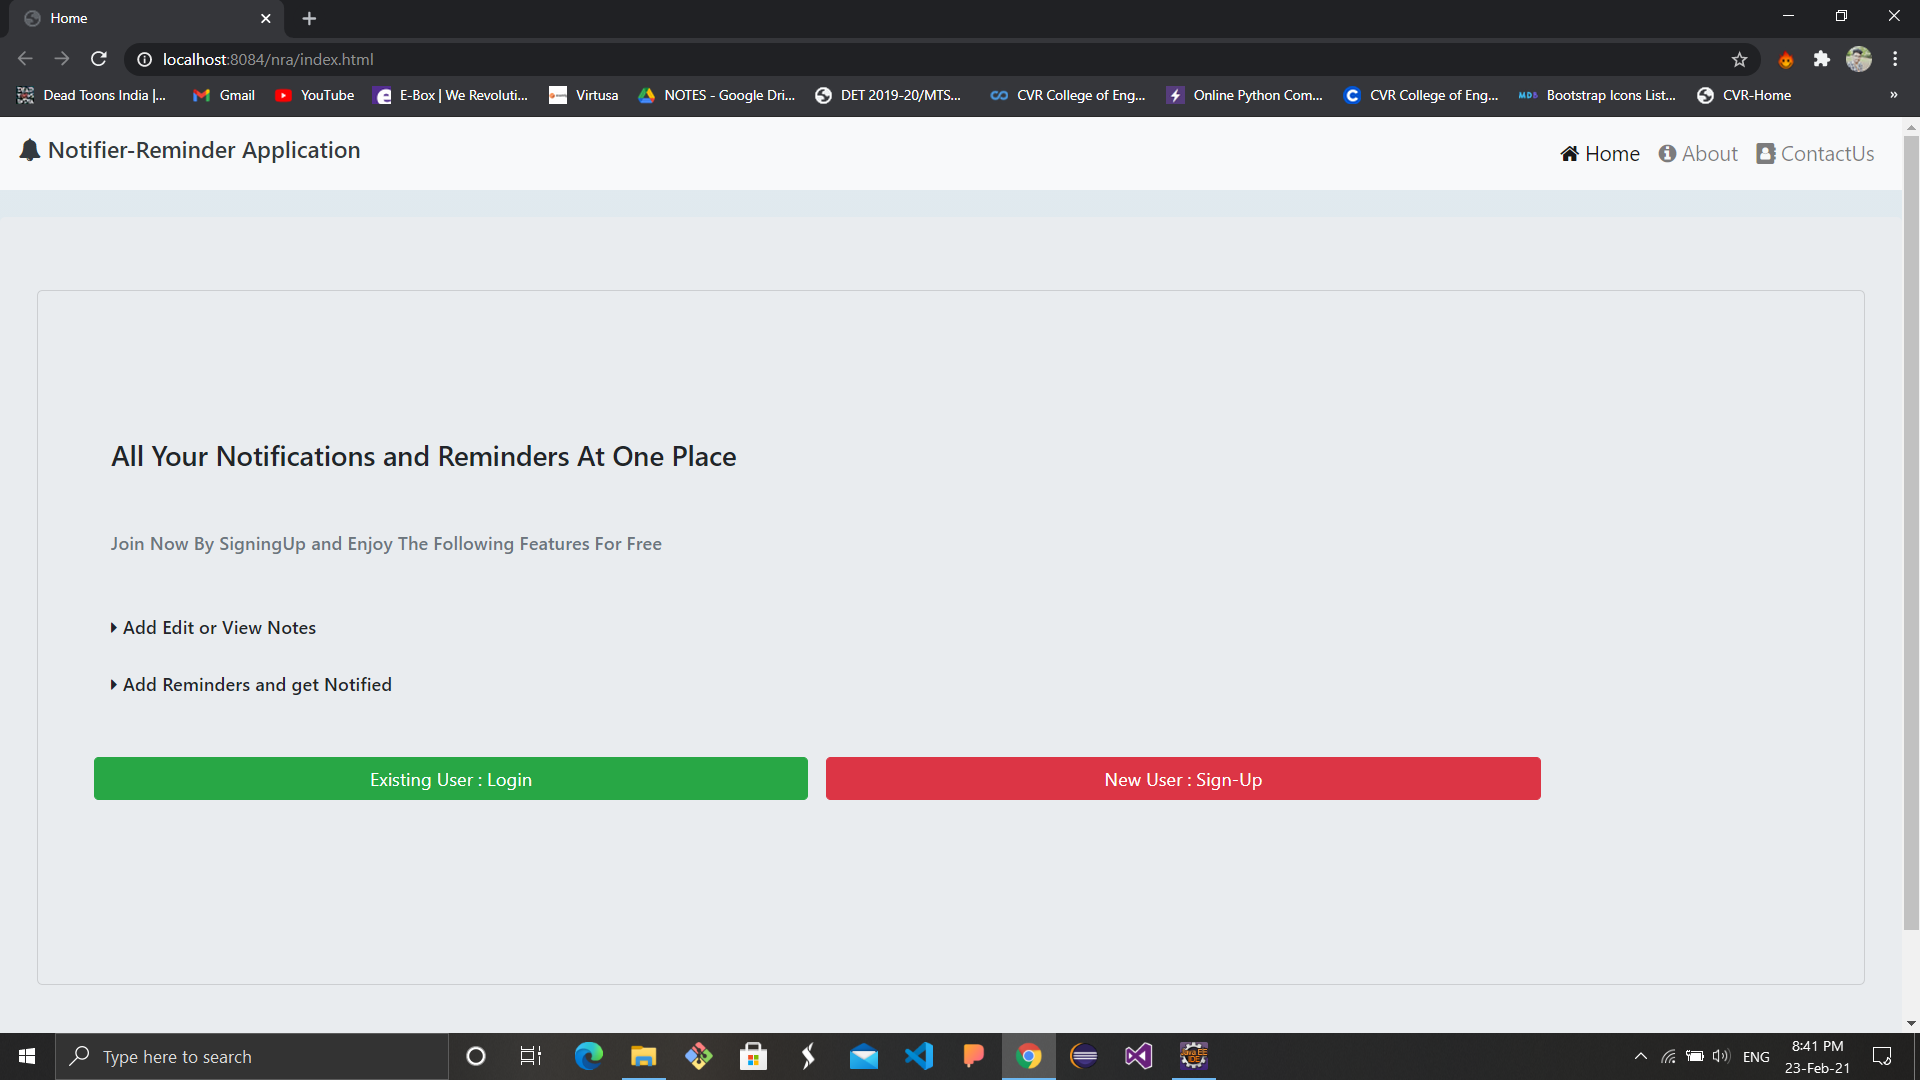 Home
localhost:8084/nra/index.html
Dead Toons India |... Gmail YouTube E-Box | We Revoluti... Virtusa NOTES - Google Dri... DET 2019-20/MTS... CVR College of Eng... Online Python Com... CVR College of Eng... MDB Bootstrap Icons List... CVR-Home »
Notifier-Reminder Application Home About ContactUs
All Your Notifications and Reminders At One Place
Join Now By SigningUp and Enjoy The Following Features For Free
Add Edit or View Notes
Add Reminders and get Notified
Existing User : Login New User : Sign-Up
Type here to search
Java EE
IDE
ENG
8:41 PM
23-Feb-21